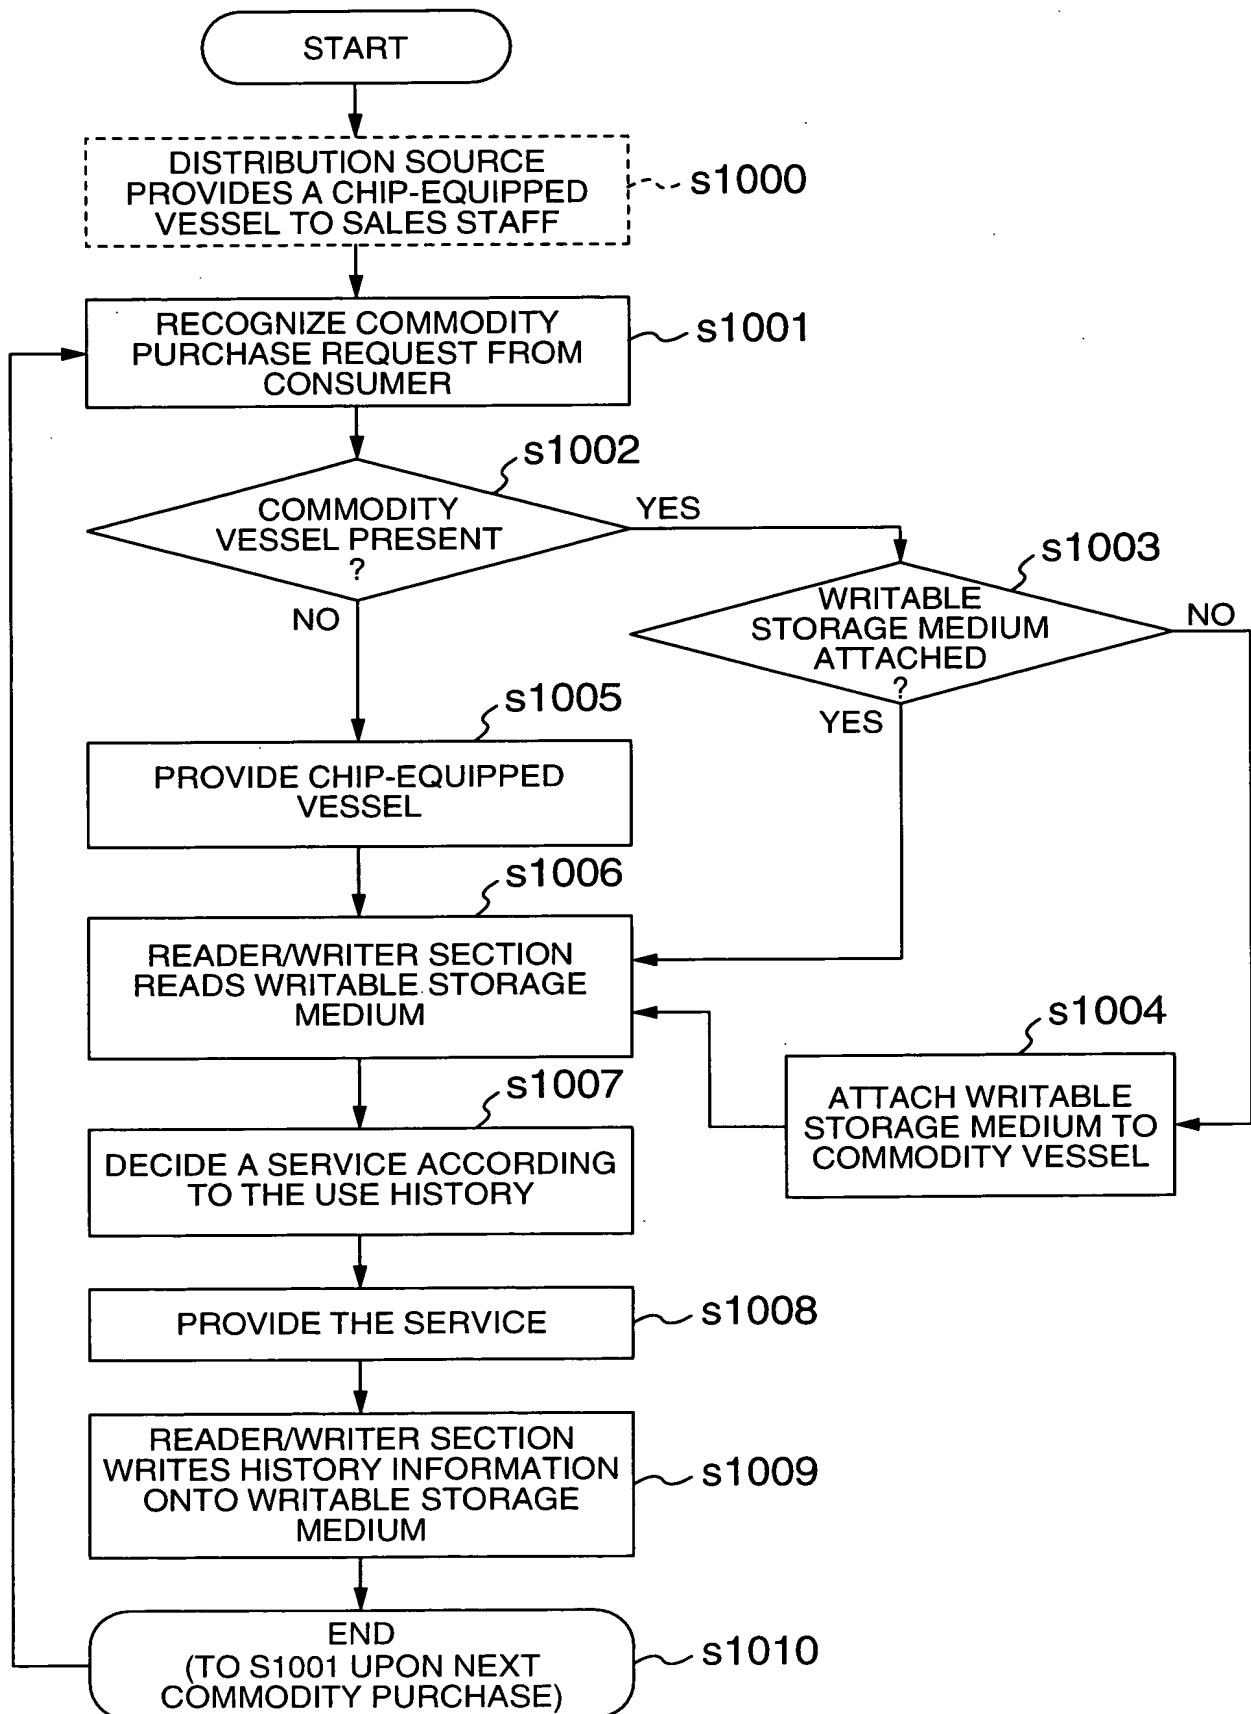 START
DISTRIBUTION SOURCE
PROVIDES A CHIP-EQUIPPED
VESSEL TO SALES STAFF
s1000
RECOGNIZE COMMODITY
PURCHASE REQUEST FROM
CONSUMER
s1001
s1002
COMMODITY
VESSEL PRESENT
?
YES
NO
s1003
WRITABLE
STORAGE MEDIUM
ATTACHED
?
NO
YES
s1005
PROVIDE CHIP-EQUIPPED
VESSEL
s1006
READER/WRITER SECTION
READS WRITABLE STORAGE
MEDIUM
s1004
ATTACH WRITABLE
STORAGE MEDIUM TO
COMMODITY VESSEL
s1007
DECIDE A SERVICE ACCORDING
TO THE USE HISTORY
PROVIDE THE SERVICE
s1008
READER/WRITER SECTION
WRITES HISTORY INFORMATION
ONTO WRITABLE STORAGE
MEDIUM
s1009
END
(TO S1001 UPON NEXT
COMMODITY PURCHASE)
s1010